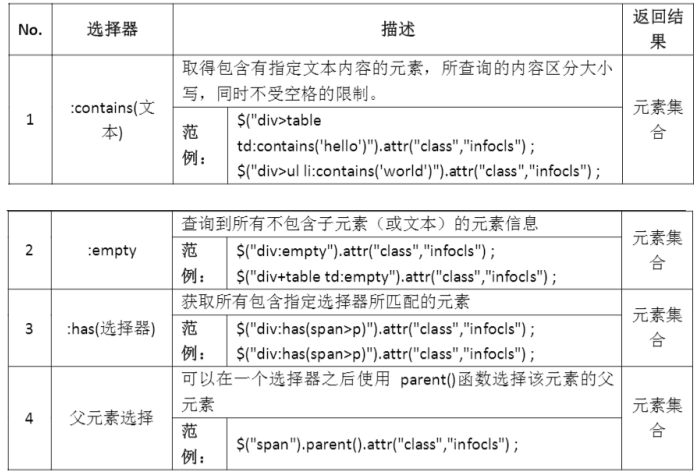 No.
选择器
描述
返回结
果
1
:contains(文
本)
取得包含有指定文本内容的元素，所查询的内容区分大小
写，同时不受空格的限制。
范
例：
$("div>table
td:contains('hello')").attr("class","infocls") ;
$("div>ul li:contains('world')").attr("class","infocls") ;
元素集
合
2
:empty
查询到所有不包含子元素（或文本）的元素信息
范
例：
$("div:empty").attr("class","infocls") ;
$("div+table td:empty").attr("class","infocls") ;
元素集
合
3
:has(选择器)
获取所有包含指定选择器所匹配的元素
范
例：
$("div:has(span>p)").attr("class","infocls") ;
$("div:has(span>p)").attr("class","infocls") ;
元素集
合
4
父元素选择
可以在一个选择器之后使用 parent()函数选择该元素的父
元素
范
例：
$("span").parent().attr("class","infocls") ;
元素集
合